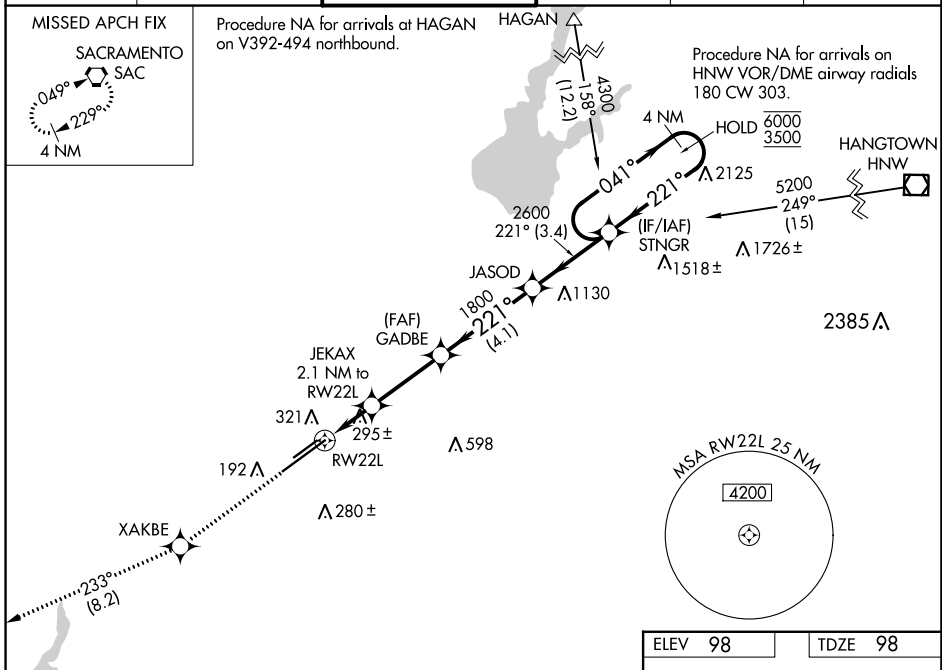 MISSED APCH FIX
SACRAMENTO
SAC
049°
229°
4 NM
Procedure NA for arrivals at HAGAN
on V392-494 northbound.
HAGAN
4300
158°
(12.2)
Procedure NA for arrivals on
HNW VOR/DME airway radials
180 CW 303.
4 NM
HOLD 6000
3500
HANGTOWN
HNW
041°
221°
2125
5200
249°
(15)
2600
221° (3.4)
(IF/IAF)
STNGR
1726 ±
1518 ±
JASOD
1130
1800
221°
(4.1)
2385
(FAF)
GADBE
JEKAX
2.1 NM to
RW22L
321
295 ±
598
RW22L
192
280 ±
MSA RW22L 25 NM
4200
XAKBE
233°
(8.2)
ELEV 98
TDZE 98